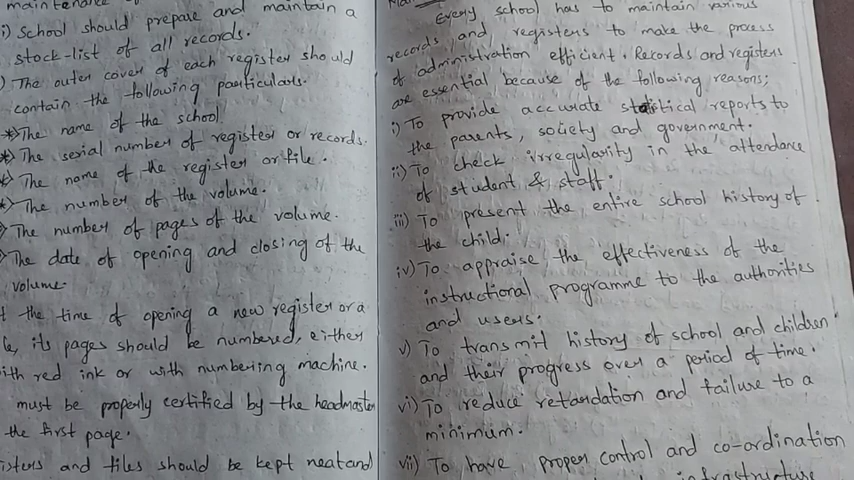 maintenance
i) School should prepare and maintain a
stock-list of all records.
) The outer cover of each register should
contain the following particulars.
* The name of the school
* The serial number of register or records.
* The name of the register or file.
* The number of the volume.
The number of pages of the volume.
The date of opening and closing of the
volume.
t the time of opening a new register or a
its pages should be numbered, either
ith red ink or with numbering machine.
must be properly certified by the headmaster
the first page.
isters and files should be kept neat and
Every school has to maintain various
records and registers to make the process
of administration efficient. Records and registers
are essential because of the following reasons;
i) To provide accurate statistical reports to
the parents, society and government.
ii) To check irregularity in the attendance
of student & staff.
iii) To present the entire school history of
the child.
iv) To appraise the effectiveness of the
instructional programme to the authorities
and users.
v) To transmit history of school and children
and their progress over a period of time.
vi) To reduce retardation and failure to a
minimum.
vii) To have proper control and co-ordination
infrastructure